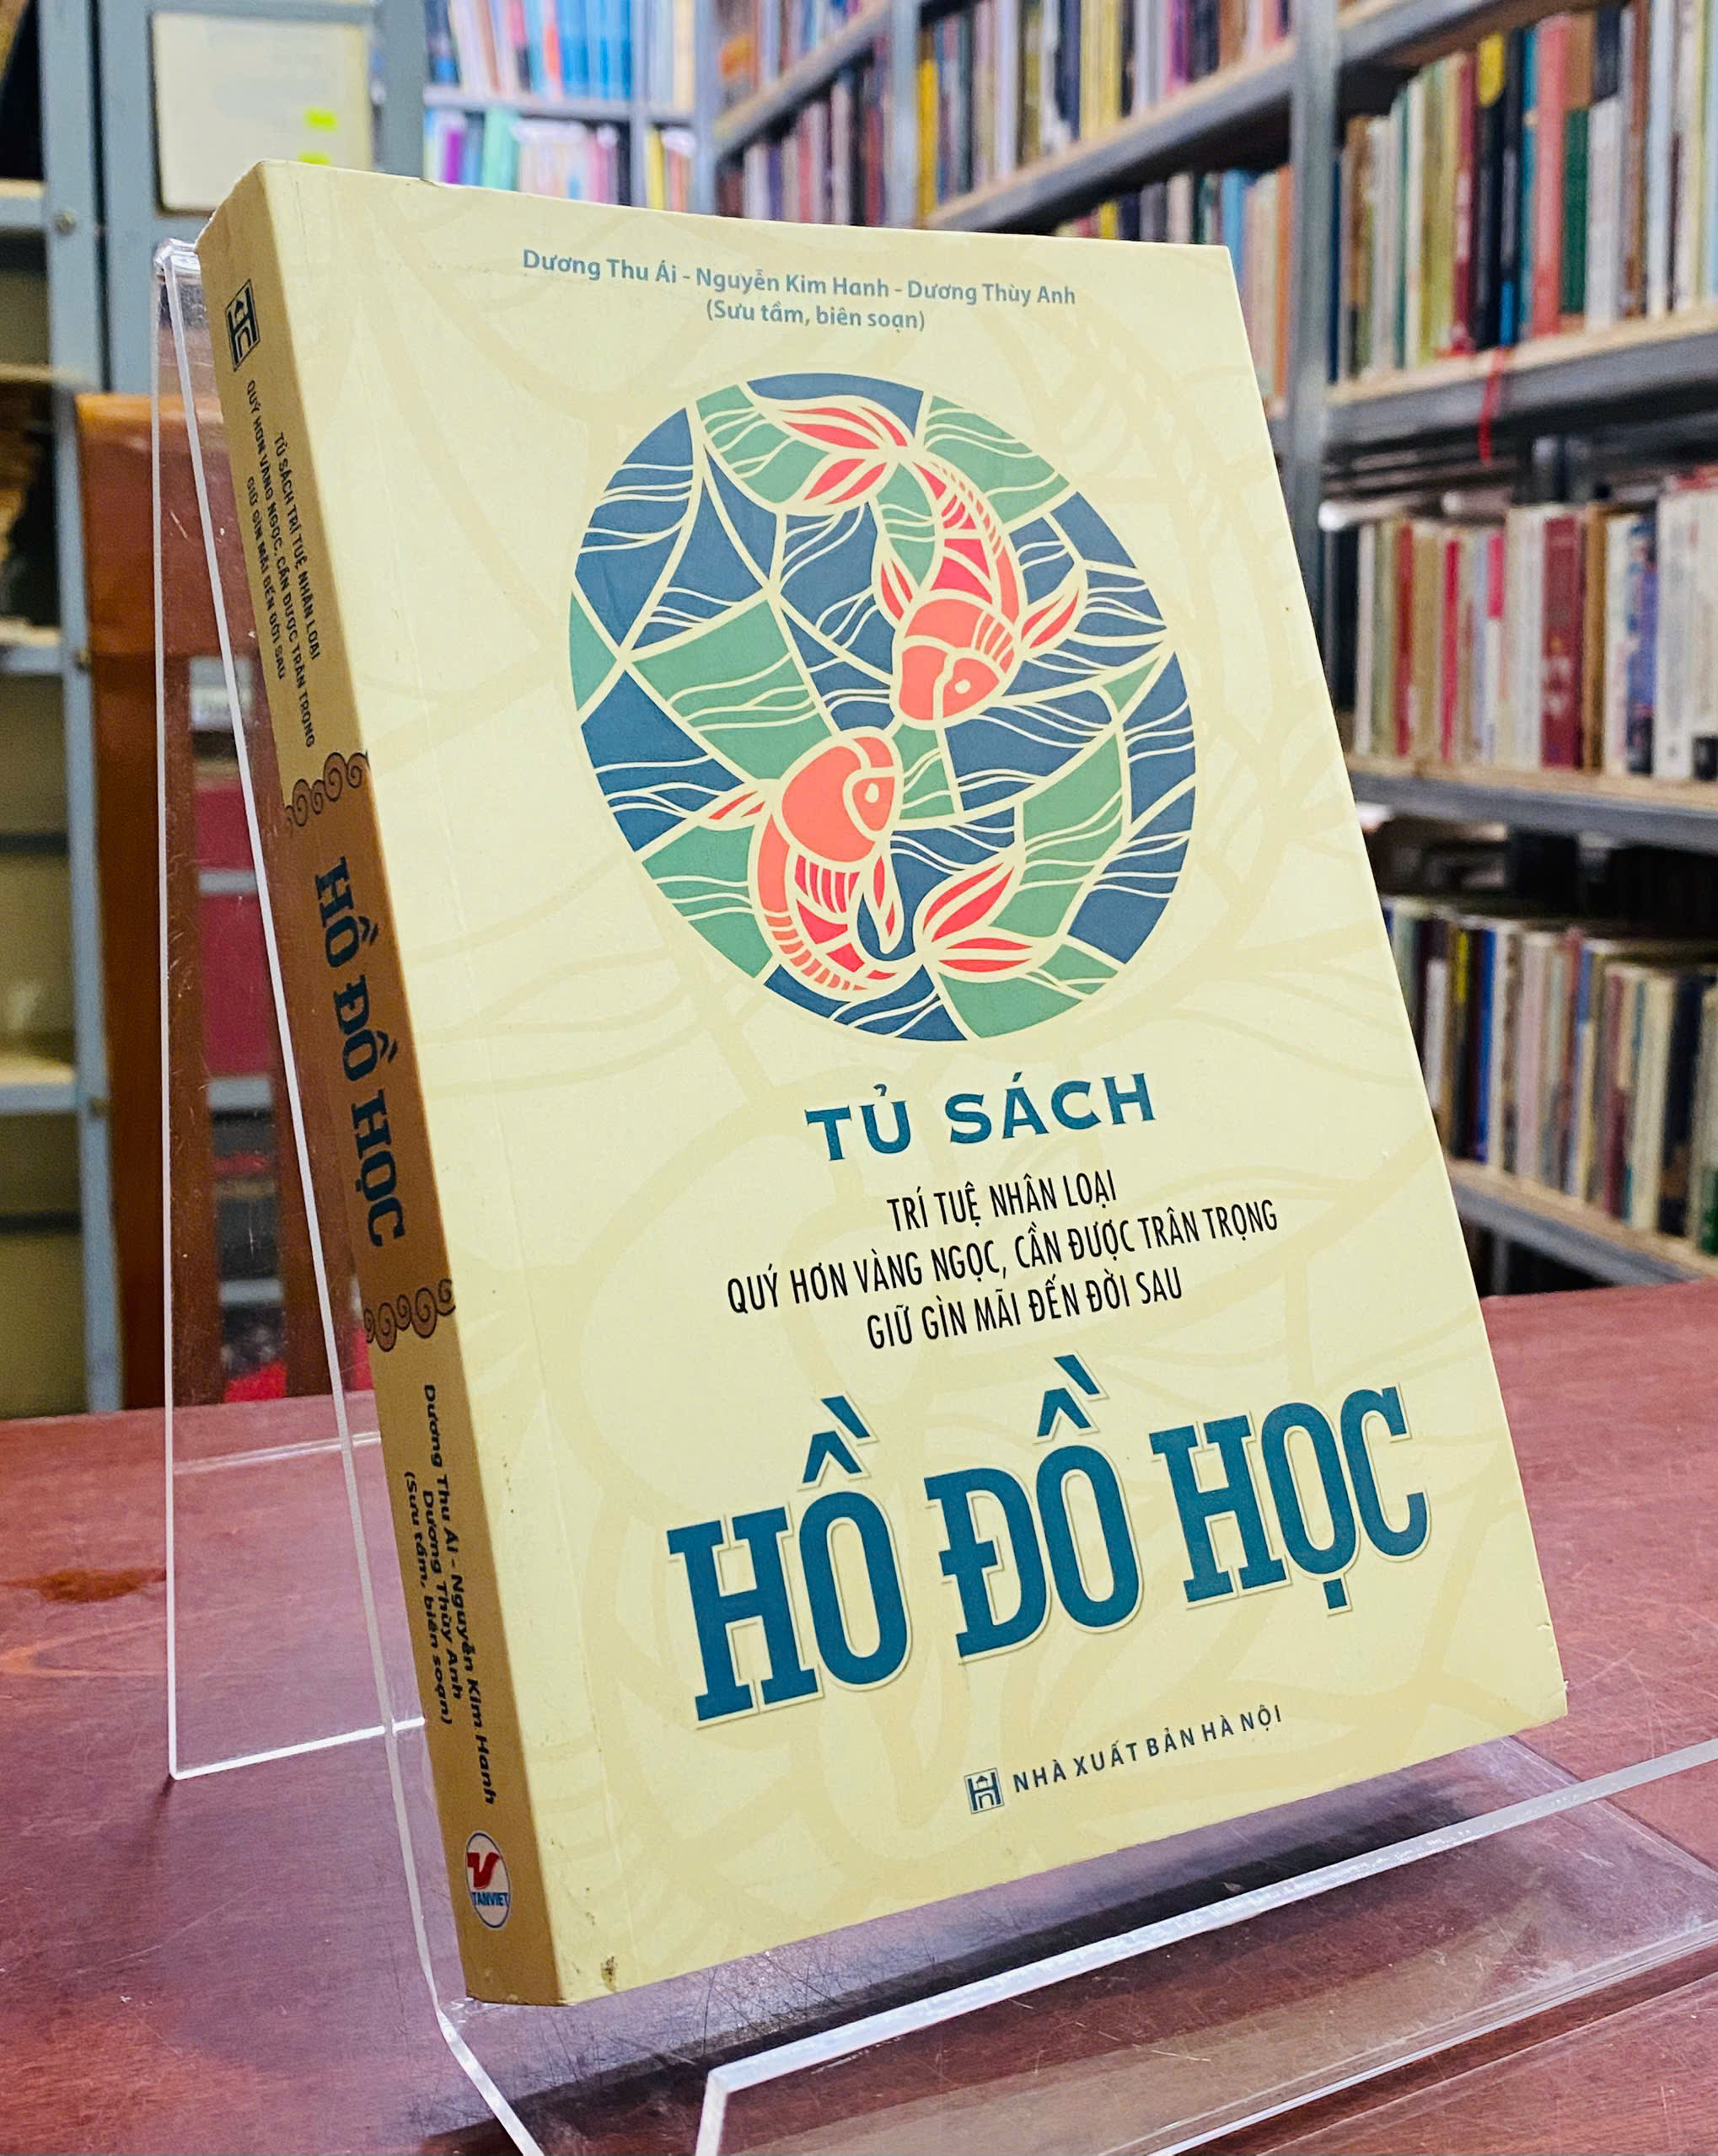 Dương Thu Ái - Nguyễn Kim Hanh - Dương Thùy Anh
(Sưu tầm, biên soạn)
TỦ SÁCH
TRÍ TUỆ NHÂN LOẠI
QUÝ HƠN VÀNG NGỌC, CẦN ĐƯỢC TRÂN TRỌNG
GIỮ GÌN MÃI ĐẾN ĐỜI SAU
HỒ ĐỒ HỌC
NHÀ XUẤT BẢN HÀ NỘI
TỦ SÁCH TRÍ TUỆ NHÂN LOẠI
QUÝ HƠN VÀNG NGỌC, CẦN ĐƯỢC TRÂN TRỌNG
GIỮ GÌN MÃI ĐẾN ĐỜI SAU
HỒ ĐỒ HỌC
Dương Thu Ái - Nguyễn Kim Hanh
Dương Thùy Anh
(Sưu tầm, biên soạn)
TANVIET